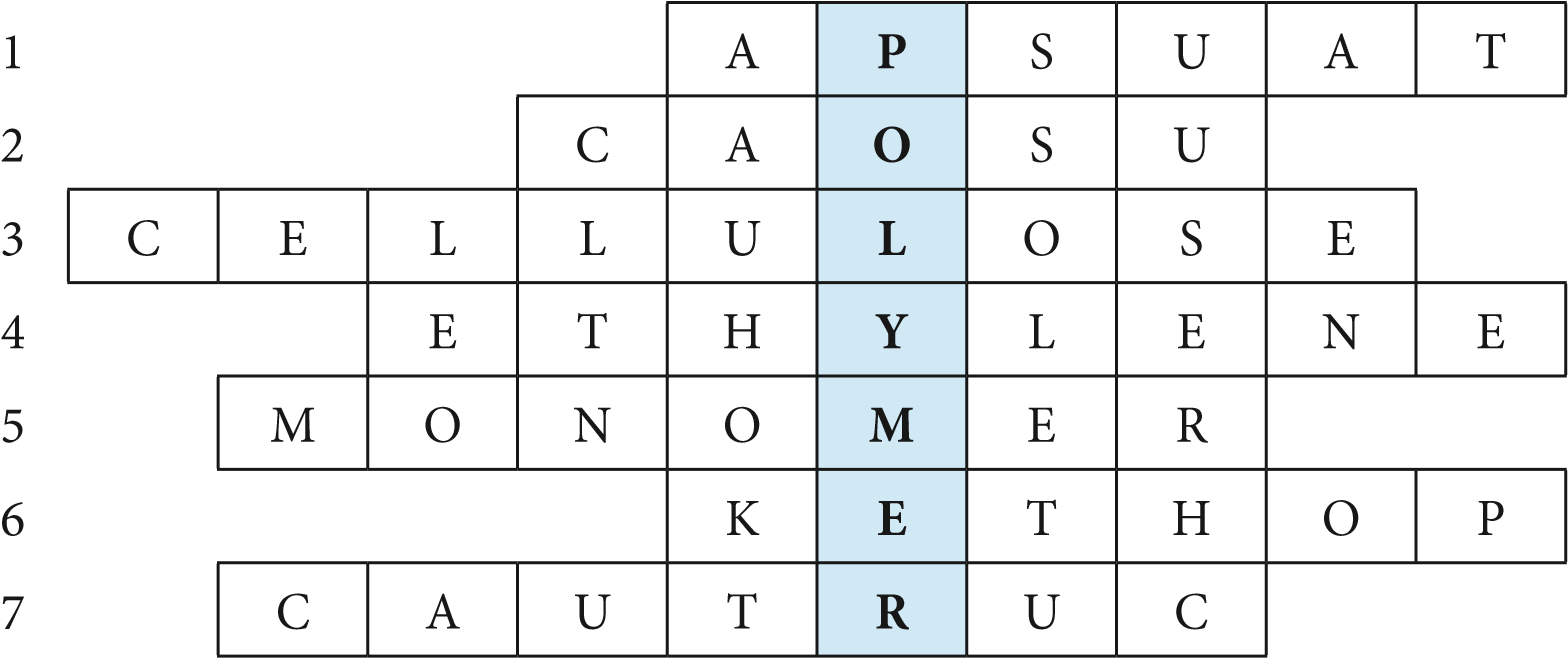 1 A P S U A T
2 C A O S U
3 C E L L U L O S E
4 E T H Y L E N E
5 M O N O M E R
6 K E T H O P
7 C A U T R U C